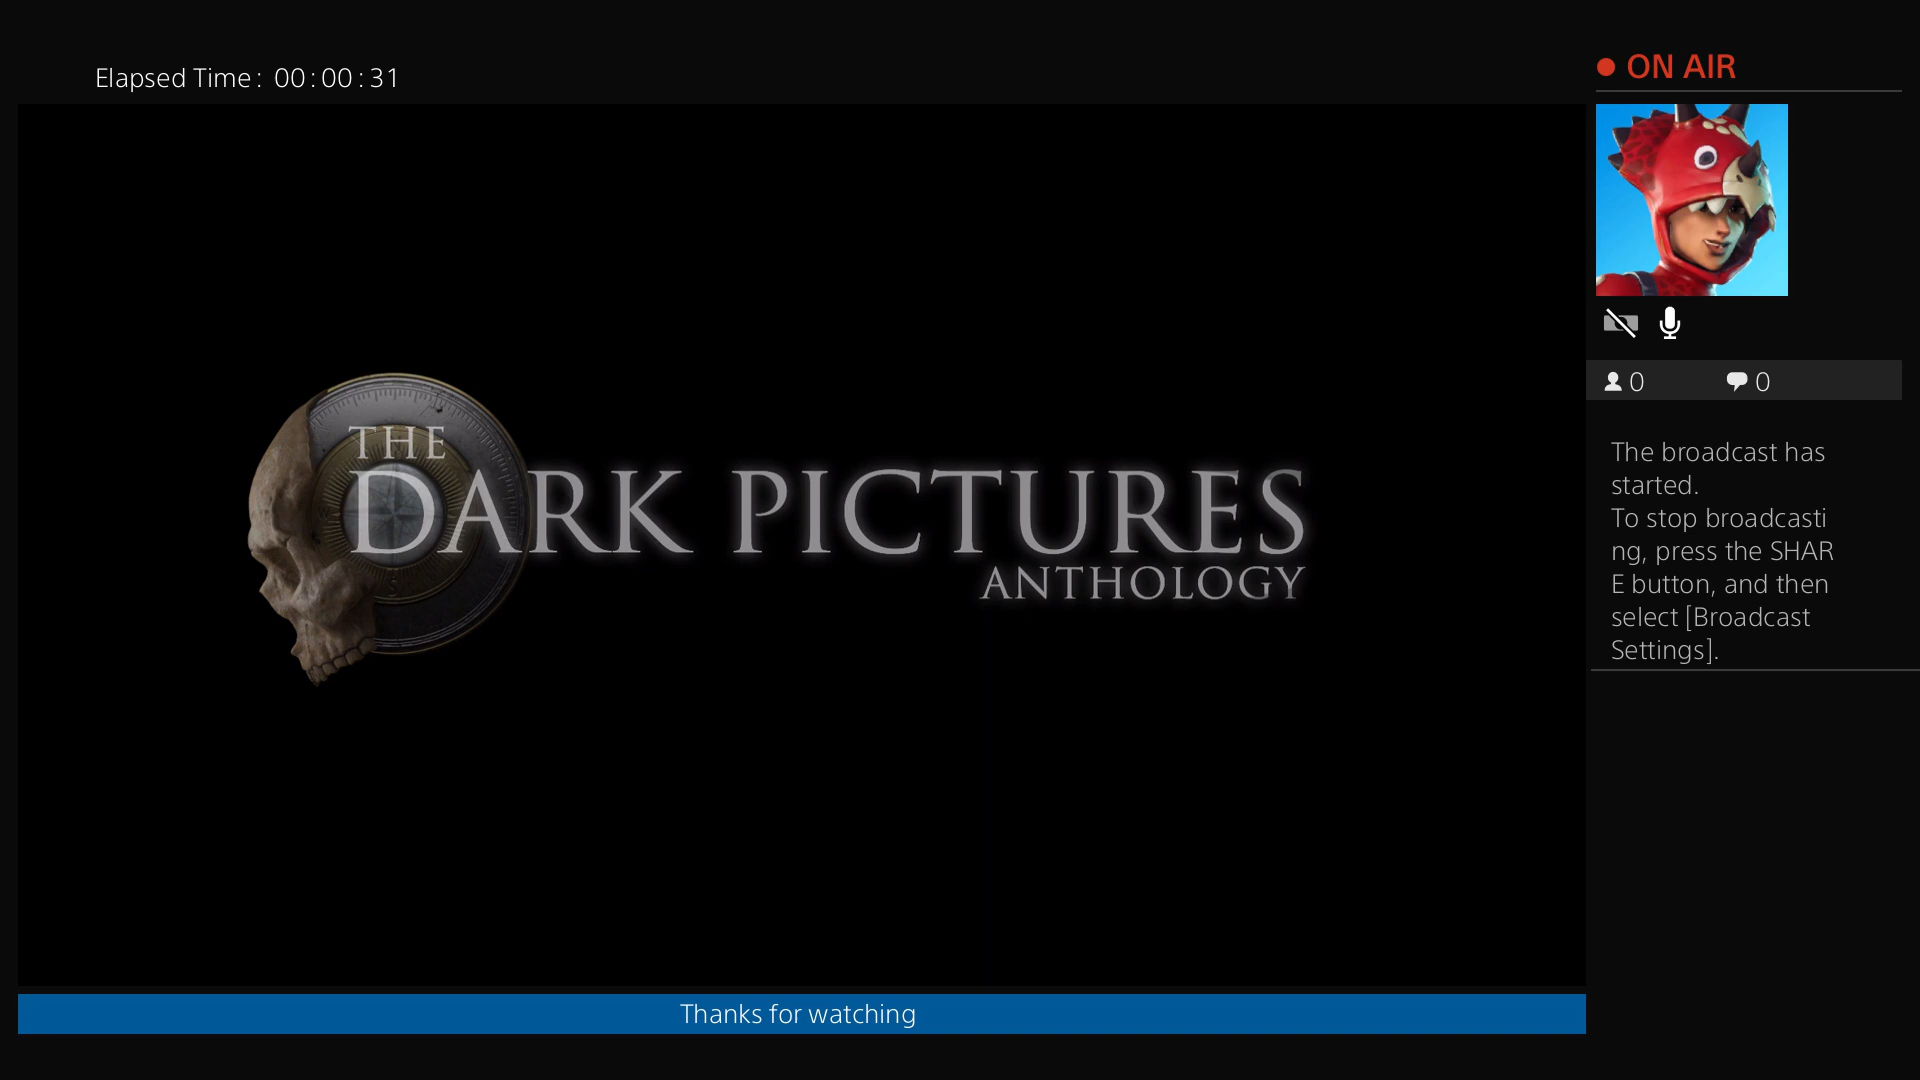 Elapsed Time : 00:00:31
ON AIR
THE
DARK PICTURES
ANTHOLOGY
0
0
The broadcast has
started.
To stop broadcasti
ng, press the SHAR
E button, and then
select [Broadcast
Settings].
Thanks for watching